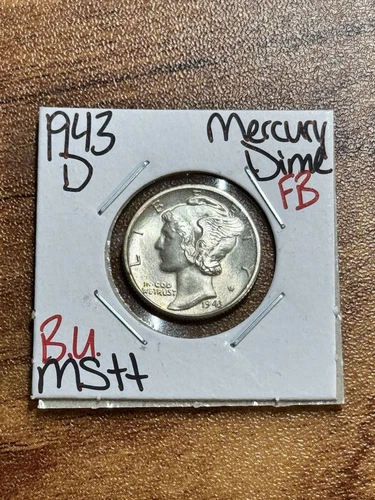 1943
D
Mercury
Dime
FB
LIBERTY
IN GOD
WE TRUST
1943
B.U.
MS++